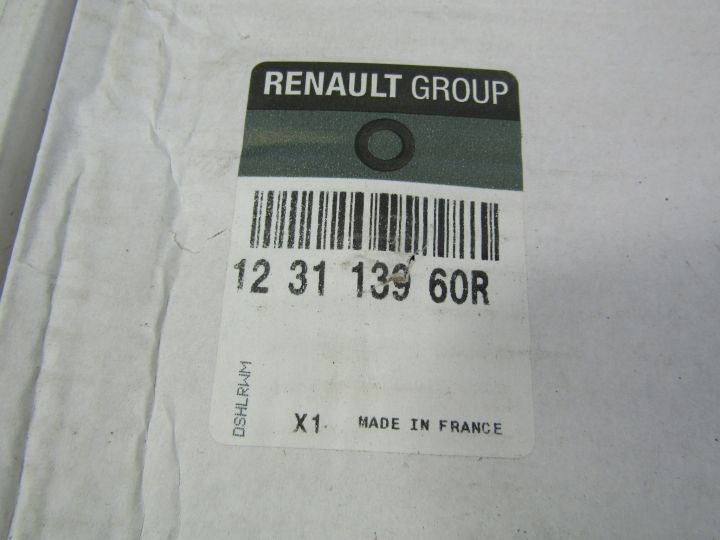 RENAULT GROUP
12 31 139 60R
DSHLRWM
X1 MADE IN FRANCE